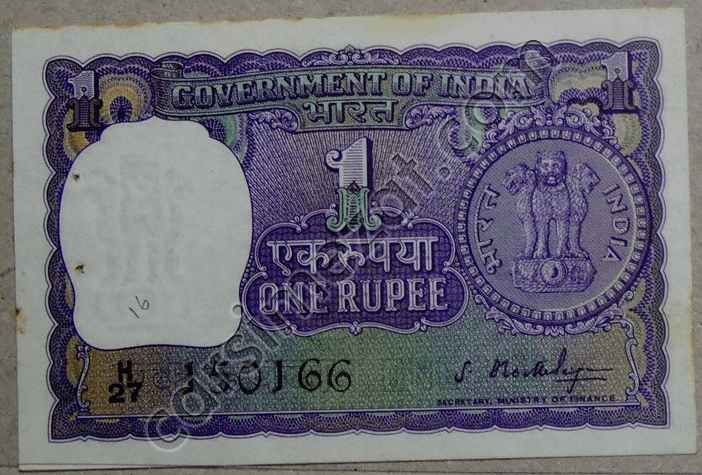 1 1
GOVERNMENT OF INDIA
भारत
1
भारत INDIA
एक रुपया
ONE RUPEE
16
H/27 150166
SECRETARY, MINISTRY OF FINANCE.